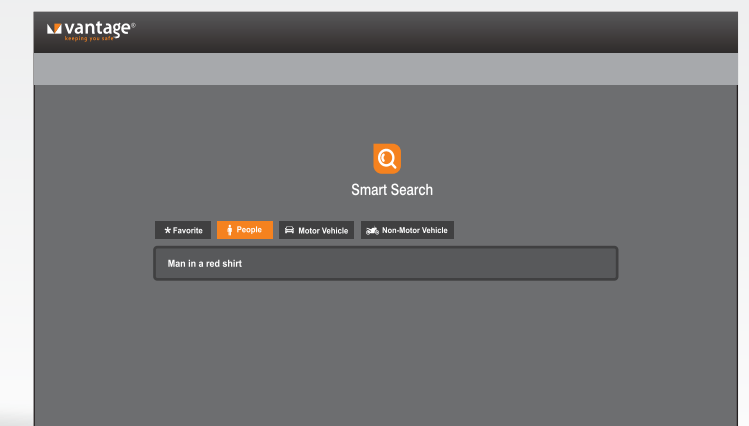 vantage®
keeping you safe
Smart Search
* Favorite
People
Motor Vehicle
Non-Motor Vehicle
Man in a red shirt